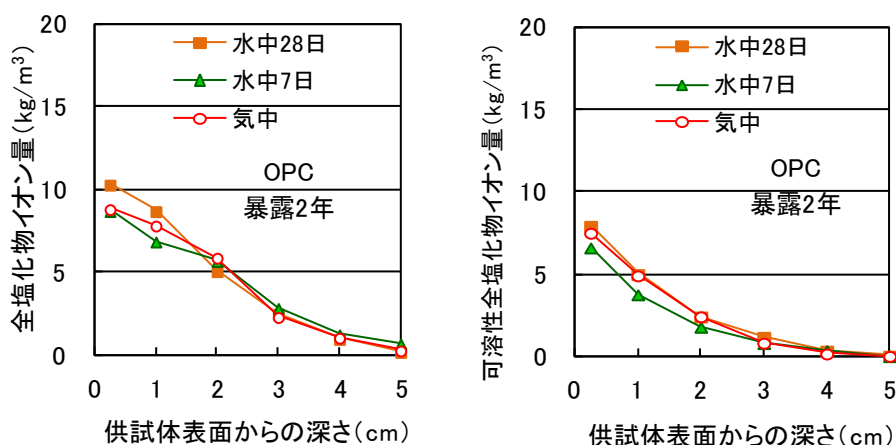 全塩化物イオン量(kg/m³)
20
15
10
5
0
水中28日
水中7日
気中
OPC
暴露2年
0 1 2 3 4 5
供試体表面からの深さ(cm)
可溶性全塩化物イオン量(kg/m³)
20
15
10
5
0
水中28日
水中7日
気中
OPC
暴露2年
0 1 2 3 4 5
供試体表面からの深さ(cm)